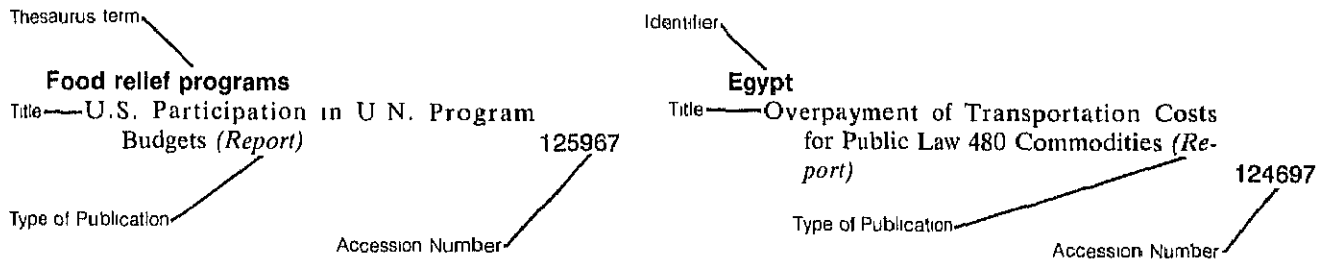 Thesaurus term
Food relief programs
Title
U.S. Participation in U N. Program
Budgets (Report)
125967
Type of Publication
Accession Number
Identifier
Egypt
Title
Overpayment of Transportation Costs
for Public Law 480 Commodities (Re-
port)
124697
Type of Publication
Accession Number